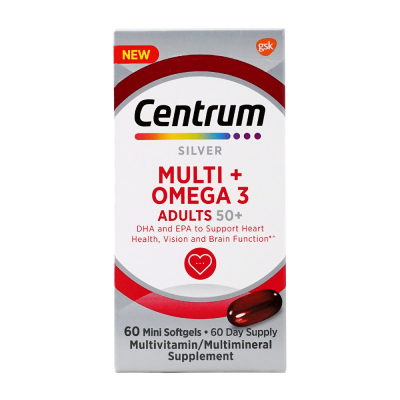 NEW
gsk
Centrum
SILVER
MULTI +
OMEGA 3
ADULTS 50+
DHA and EPA to Support Heart
Health, Vision and Brain Function*^
60 Mini Softgels • 60 Day Supply
Multivitamin/Multimineral
Supplement